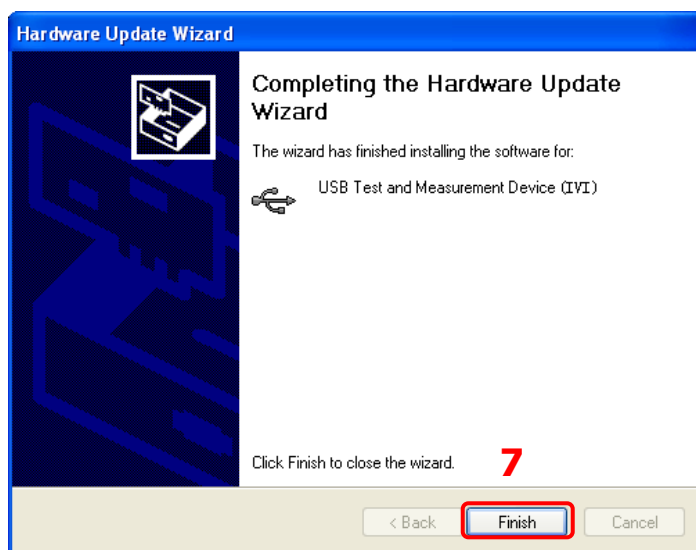 Hardware Update Wizard
Completing the Hardware Update
Wizard
The wizard has finished installing the software for:
USB Test and Measurement Device (IVI)
Click Finish to close the wizard.
7
< Back
Finish
Cancel